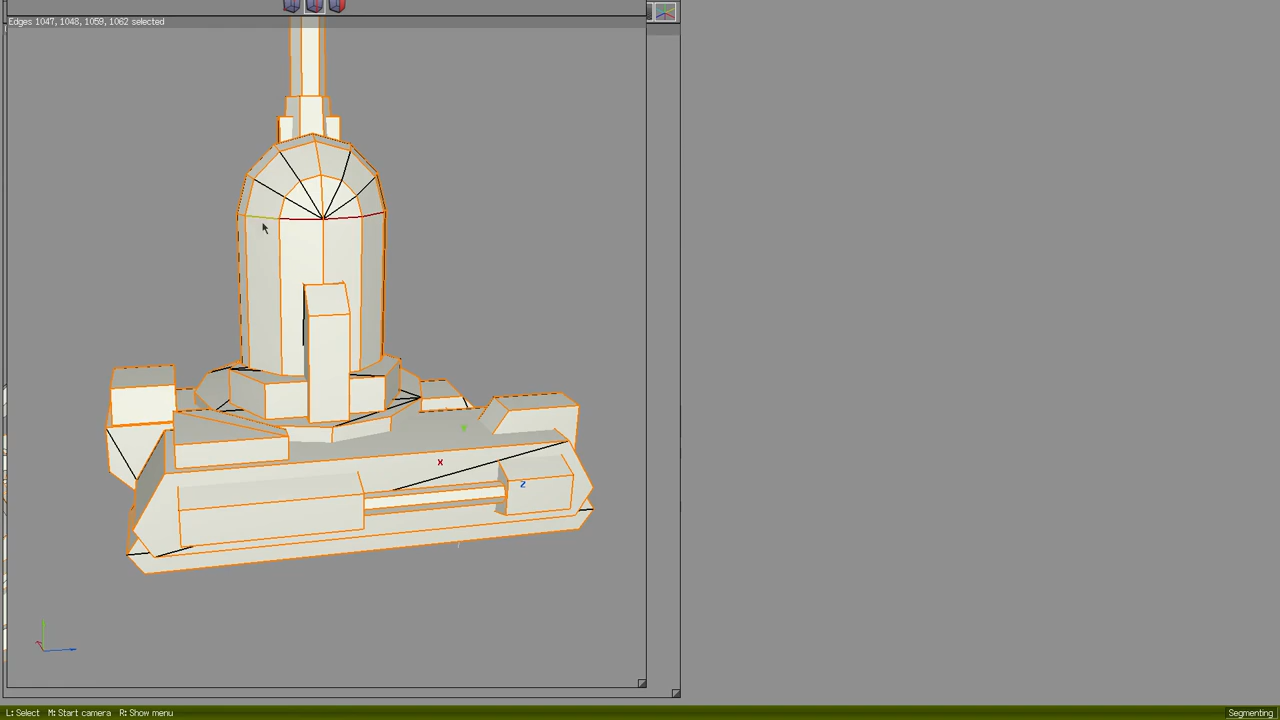 Edges 1047, 1048, 1059, 1062 selected
Y
X
Z
L: Select M: Start camera R: Show menu
Segmenting